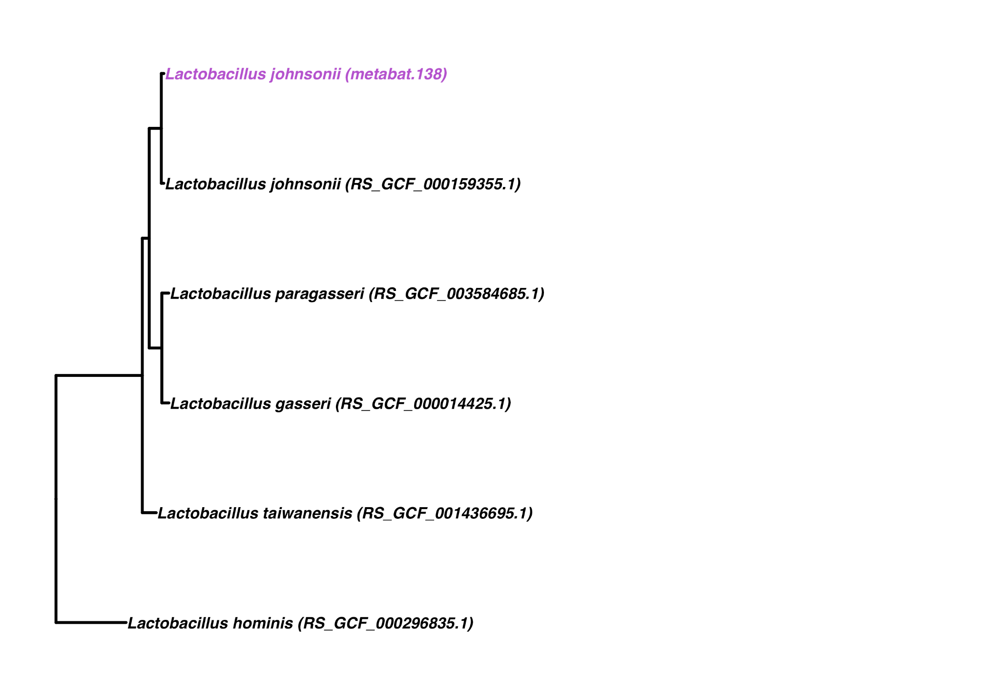 Lactobacillus johnsonii (metabat.138)
Lactobacillus johnsonii (RS_GCF_000159355.1)
Lactobacillus paragasseri (RS_GCF_003584685.1)
Lactobacillus gasseri (RS_GCF_000014425.1)
Lactobacillus taiwanensis (RS_GCF_001436695.1)
Lactobacillus hominis (RS_GCF_000296835.1)